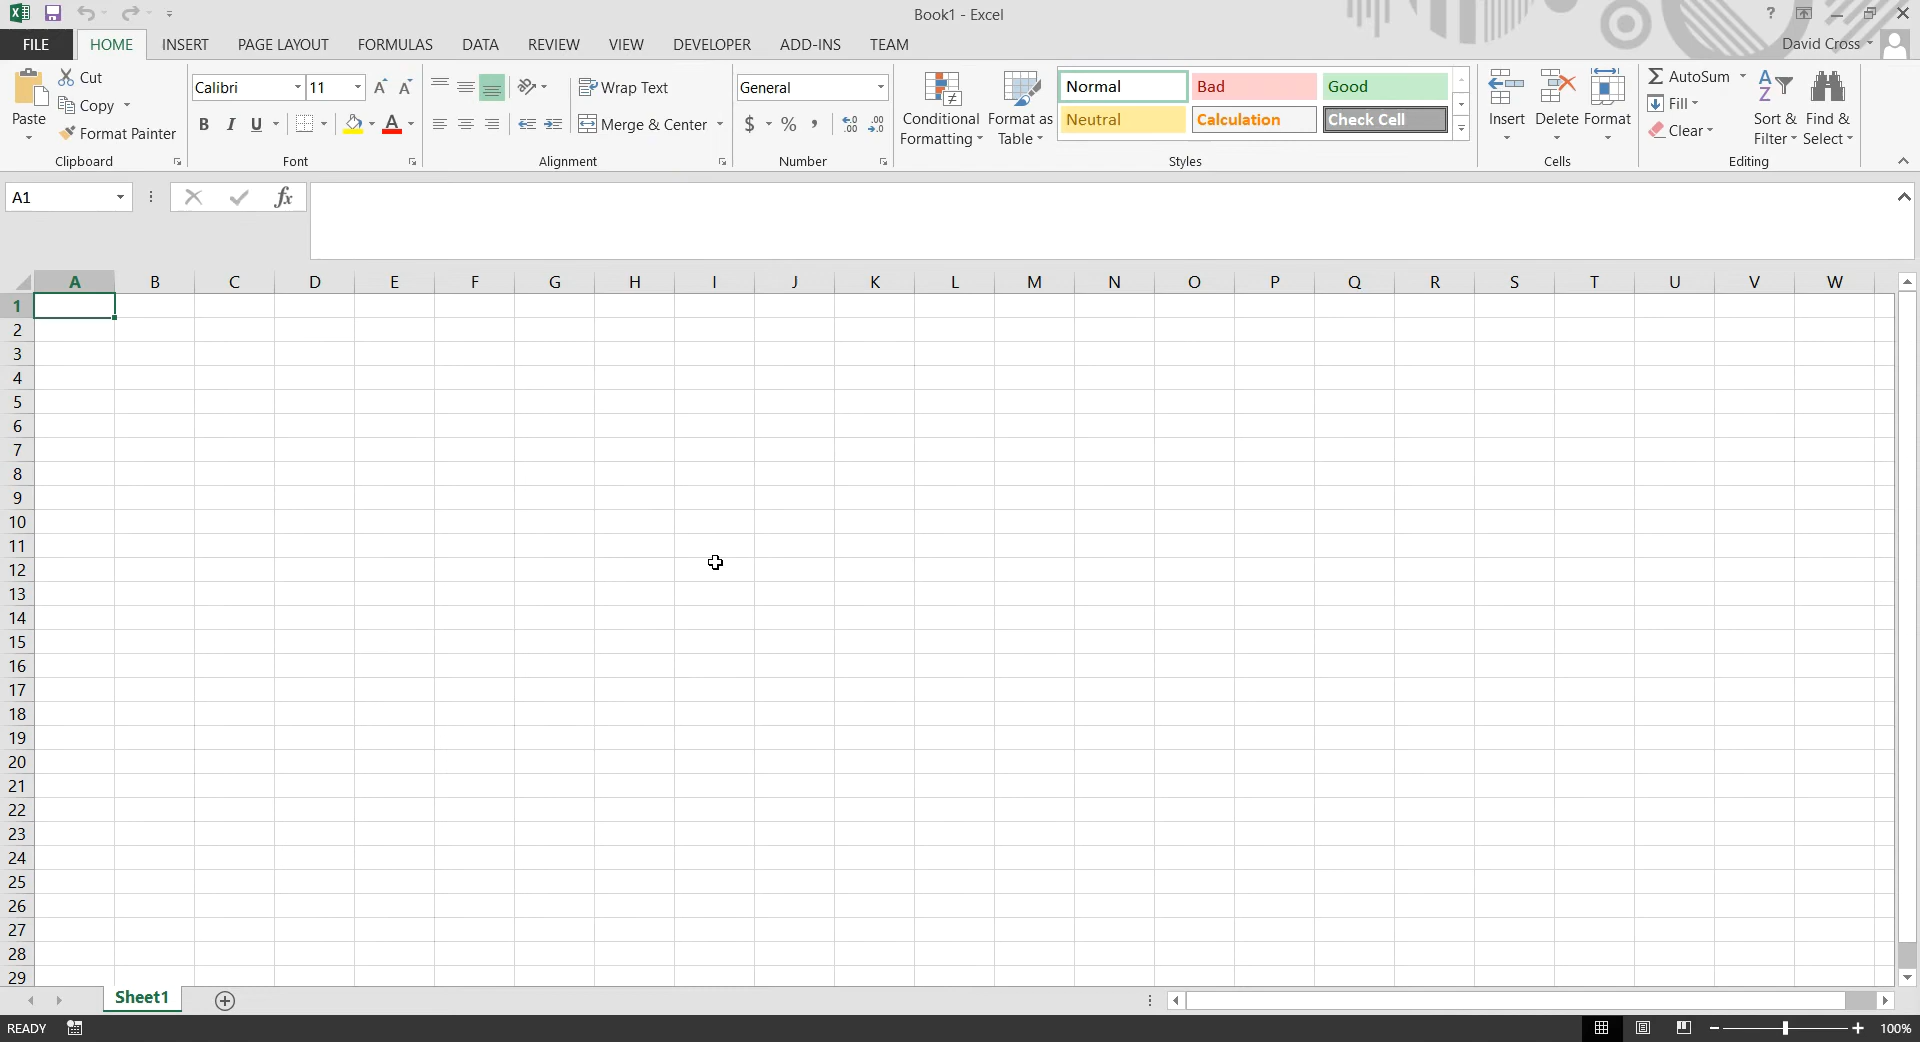 Book1 - Excel
FILE HOME INSERT PAGE LAYOUT FORMULAS DATA REVIEW VIEW DEVELOPER ADD-INS TEAM David Cross
Paste Cut Copy Format Painter Clipboard
Calibri 11 B I U A Font
Wrap Text Merge & Center Alignment
General $ % , .00 Number
Conditional Formatting Format as Table
Normal Bad Good
Neutral Calculation Check Cell
Styles
Insert Delete Format Cells
AutoSum Fill Clear Sort & Filter Find & Select Editing
A1 fx
A B C D E F G H I J K L M N O P Q R S T U V W
1
2
3
4
5
6
7
8
9
10
11
12
13
14
15
16
17
18
19
20
21
22
23
24
25
26
27
28
29
Sheet1
READY 100%